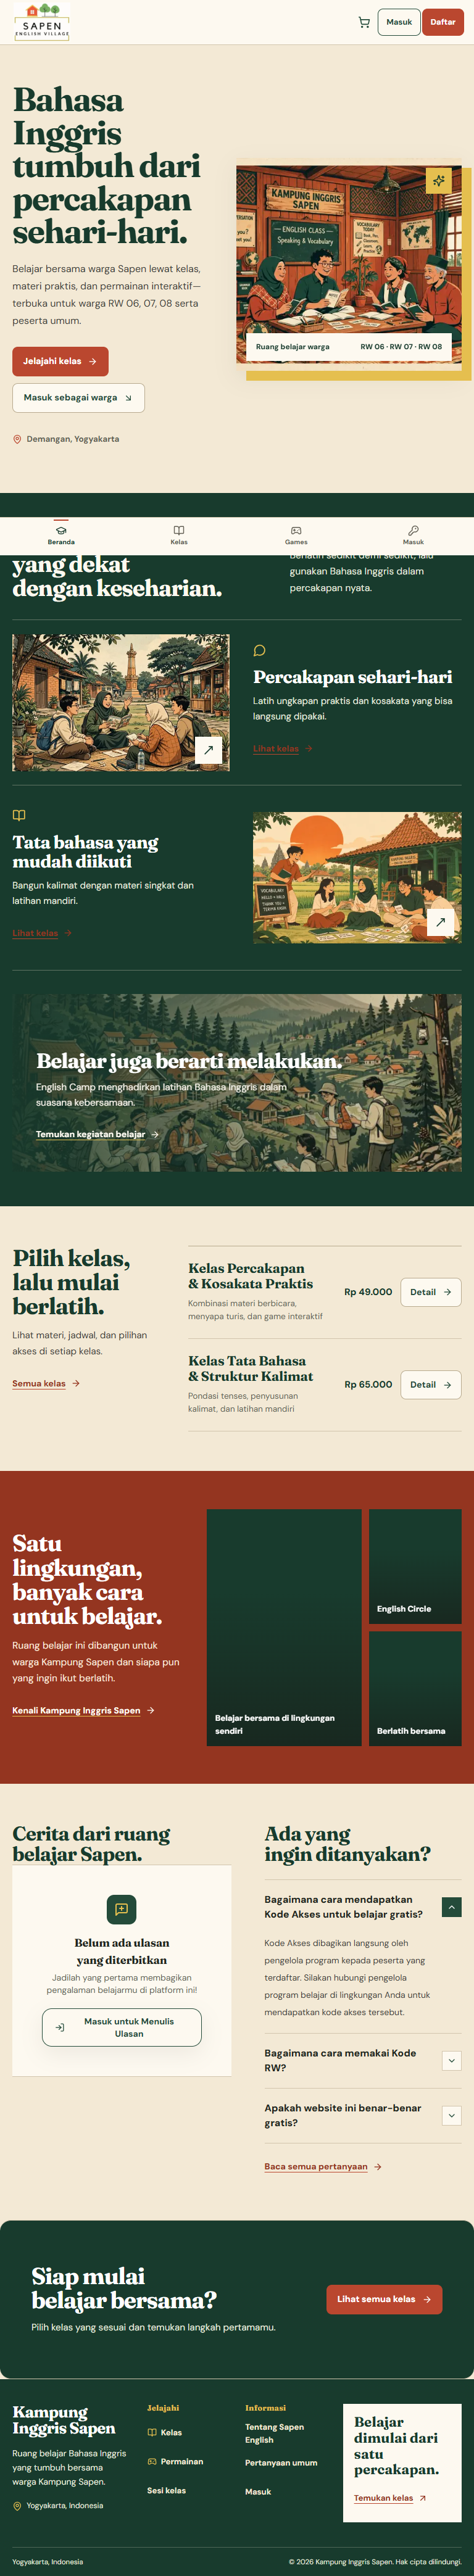 SAPEN
ENGLISH VILLAGE
Masuk
Daftar
Bahasa
Inggris
tumbuh dari
percakapan
sehari-hari.
Belajar bersama warga Sapen lewat kelas,
materi praktis, dan permainan interaktif—
terbuka untuk warga RW 06, 07, 08 serta
peserta umum.
Jelajahi kelas
Masuk sebagai warga
Demangan, Yogyakarta
KAMPUNG INGGRIS
SAPEN
ENGLISH CLASS
Speaking & Vocabulary
VOCABULARY
TODAY
Ruang belajar warga
RW 06 · RW 07 · RW 08
Beranda
Kelas
Games
Masuk
yang dekat
dengan keseharian.
berlatih sedikit demi sedikit, lalu
gunakan Bahasa Inggris dalam
percakapan nyata.
Percakapan sehari-hari
Latih ungkapan praktis dan kosakata yang bisa
langsung dipakai.
Lihat kelas
Tata bahasa yang
mudah diikuti
Bangun kalimat dengan materi singkat dan
latihan mandiri.
Lihat kelas
VOCABULARY
Belajar juga berarti melakukan.
English Camp menghadirkan latihan Bahasa Inggris dalam
suasana kebersamaan.
Temukan kegiatan belajar
Pilih kelas,
lalu mulai
berlatih.
Lihat materi, jadwal, dan pilihan
akses di setiap kelas.
Semua kelas
Kelas Percakapan
& Kosakata Praktis
Kombinasi materi berbicara,
menyapa turis, dan game interaktif
Rp 49.000
Detail
Kelas Tata Bahasa
& Struktur Kalimat
Pondasi tenses, penyusunan
kalimat, dan latihan mandiri
Rp 65.000
Detail
Satu
lingkungan,
banyak cara
untuk belajar.
Ruang belajar ini dibangun untuk
warga Kampung Sapen dan siapa pun
yang ingin ikut berlatih.
Kenali Kampung Inggris Sapen
Belajar bersama di lingkungan
sendiri
English Circle
Berlatih bersama
Cerita dari ruang
belajar Sapen.
Belum ada ulasan
yang diterbitkan
Jadilah yang pertama membagikan
pengalaman belajarmu di platform ini!
Masuk untuk Menulis
Ulasan
Ada yang
ingin ditanyakan?
Bagaimana cara mendapatkan
Kode Akses untuk belajar gratis?
Kode Akses dibagikan langsung oleh
pengelola program kepada peserta yang
terdaftar. Silakan hubungi pengelola
program belajar di lingkungan Anda untuk
mendapatkan kode akses tersebut.
Bagaimana cara memakai Kode
RW?
Apakah website ini benar-benar
gratis?
Baca semua pertanyaan
Siap mulai
belajar bersama?
Pilih kelas yang sesuai dan temukan langkah pertamamu.
Lihat semua kelas
Kampung
Inggris Sapen
Ruang belajar Bahasa Inggris
yang tumbuh bersama
warga Kampung Sapen.
Yogyakarta, Indonesia
Jelajahi
Kelas
Permainan
Sesi kelas
Informasi
Tentang Sapen
English
Pertanyaan umum
Masuk
Belajar
dimulai dari
satu
percakapan.
Temukan kelas
Yogyakarta, Indonesia
© 2026 Kampung Inggris Sapen. Hak cipta dilindungi.